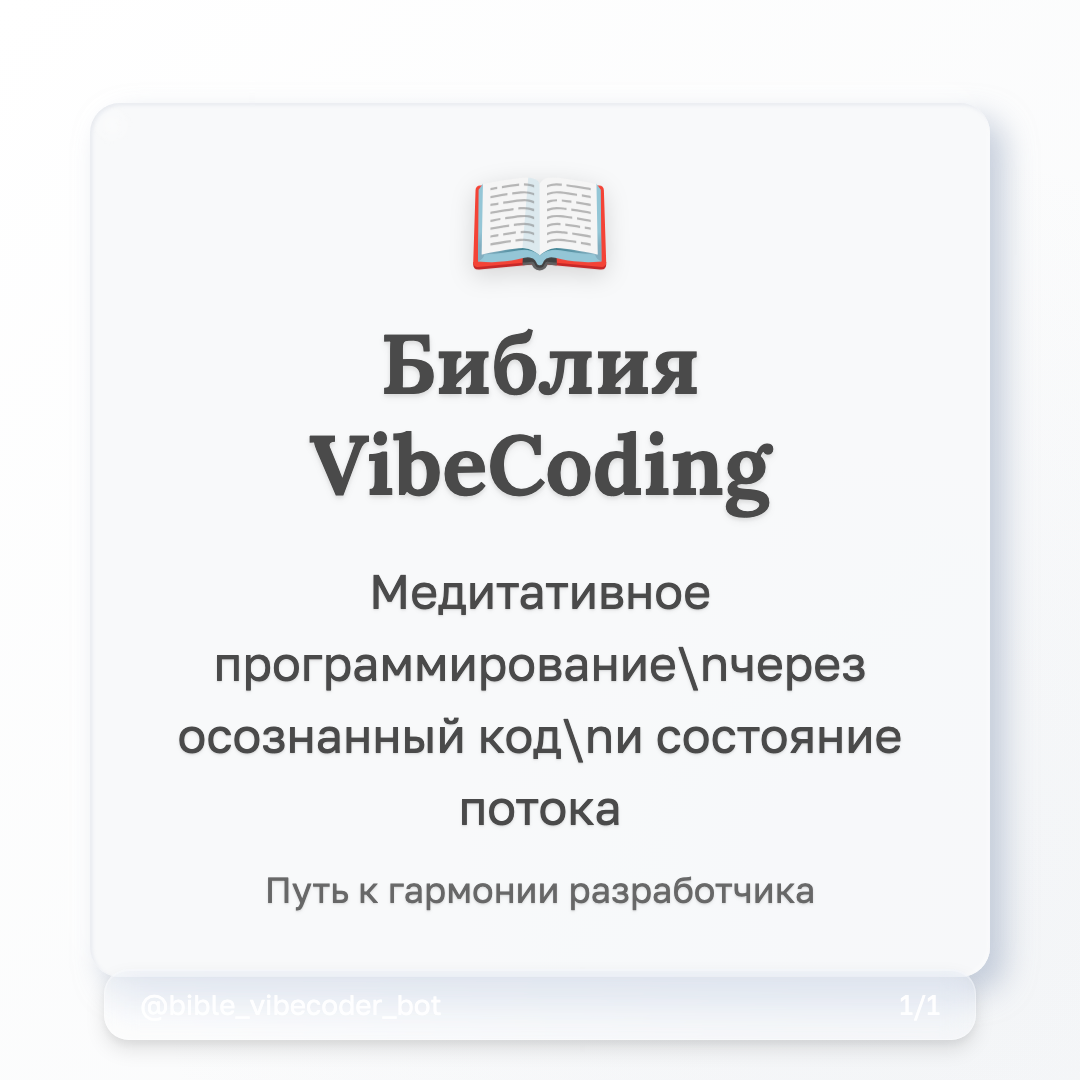 Библия
VibeCoding
Медитативное
программирование\nчерез
осознанный код\nи состояние
потока
Путь к гармонии разработчика
@bible_vibecoder_bot
1/1